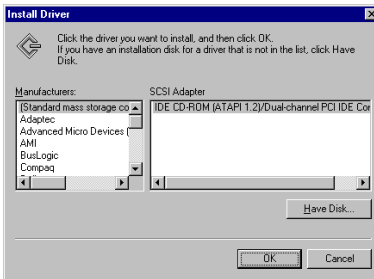 Install Driver
Click the driver you want to install, and then click OK.
If you have an installation disk for a driver that is not in the list, click Have
Disk.
Manufacturers:
(Standard mass storage co
Adaptec
Advanced Micro Devices (
AMI
BusLogic
Compaq
SCSI Adapter
IDE CD-ROM (ATAPI 1.2)/Dual-channel PCI IDE Cor
Have Disk...
OK
Cancel